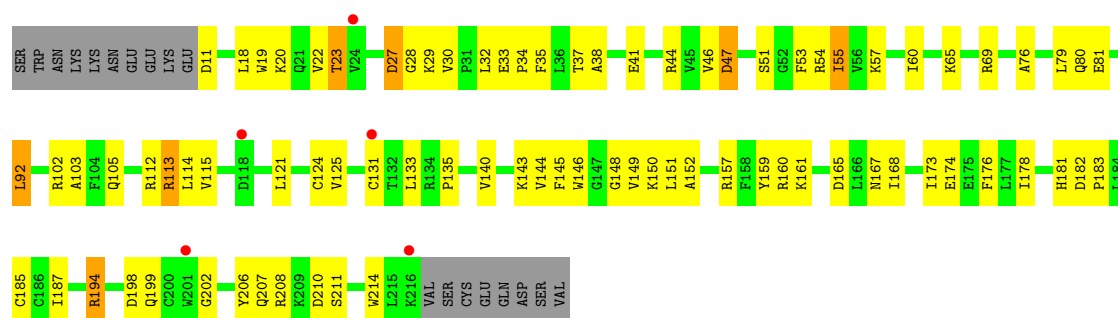 SER TRP ASN LYS LYS ASN GLU GLU LYS GLU D11 L18 W19 K20 Q21 V22 T23 V24 D27 G28 K29 V30 P31 L32 E33 P34 F35 L36 T37 A38 E41 R44 V45 V46 D47 S51 G52 F53 R54 I55 V56 K57 I60 K65 R69 A76 L79 Q80 E81
L92 R102 A103 F104 Q105 R112 R113 L114 V115 D118 L121 C124 V125 C131 T132 L133 R134 P135 V140 K143 V144 F145 W146 G147 G148 V149 K150 L151 A152 R157 F158 Y159 R160 K161 D165 L166 N167 I168 I173 E174 E175 F176 L177 I178 H181 D182 P183 L184
C185 C186 I187 R194 D198 Q199 C200 W201 G202 Y206 Q207 R208 K209 D210 S211 W214 L215 K216 VAL SER CYS GLU GLN ASP SER VAL